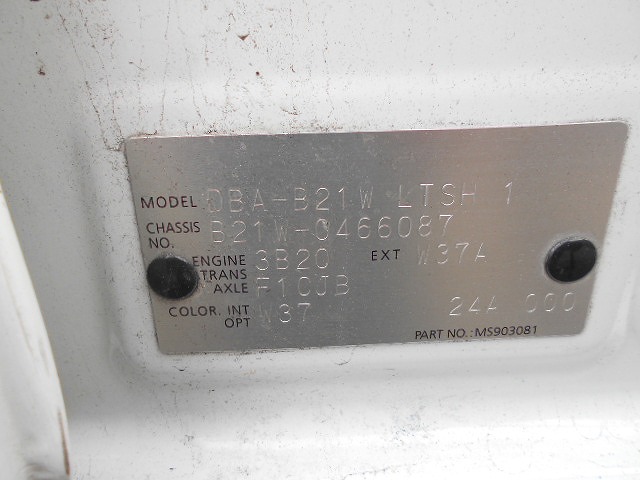 MODEL DBA-B21W LTSH 1
CHASSIS NO. B21W-0466087
ENGINE 3B20 EXT W37A
TRANS AXLE F1CJB
COLOR. INT W37 24A 000
OPT
PART NO.: MS903081